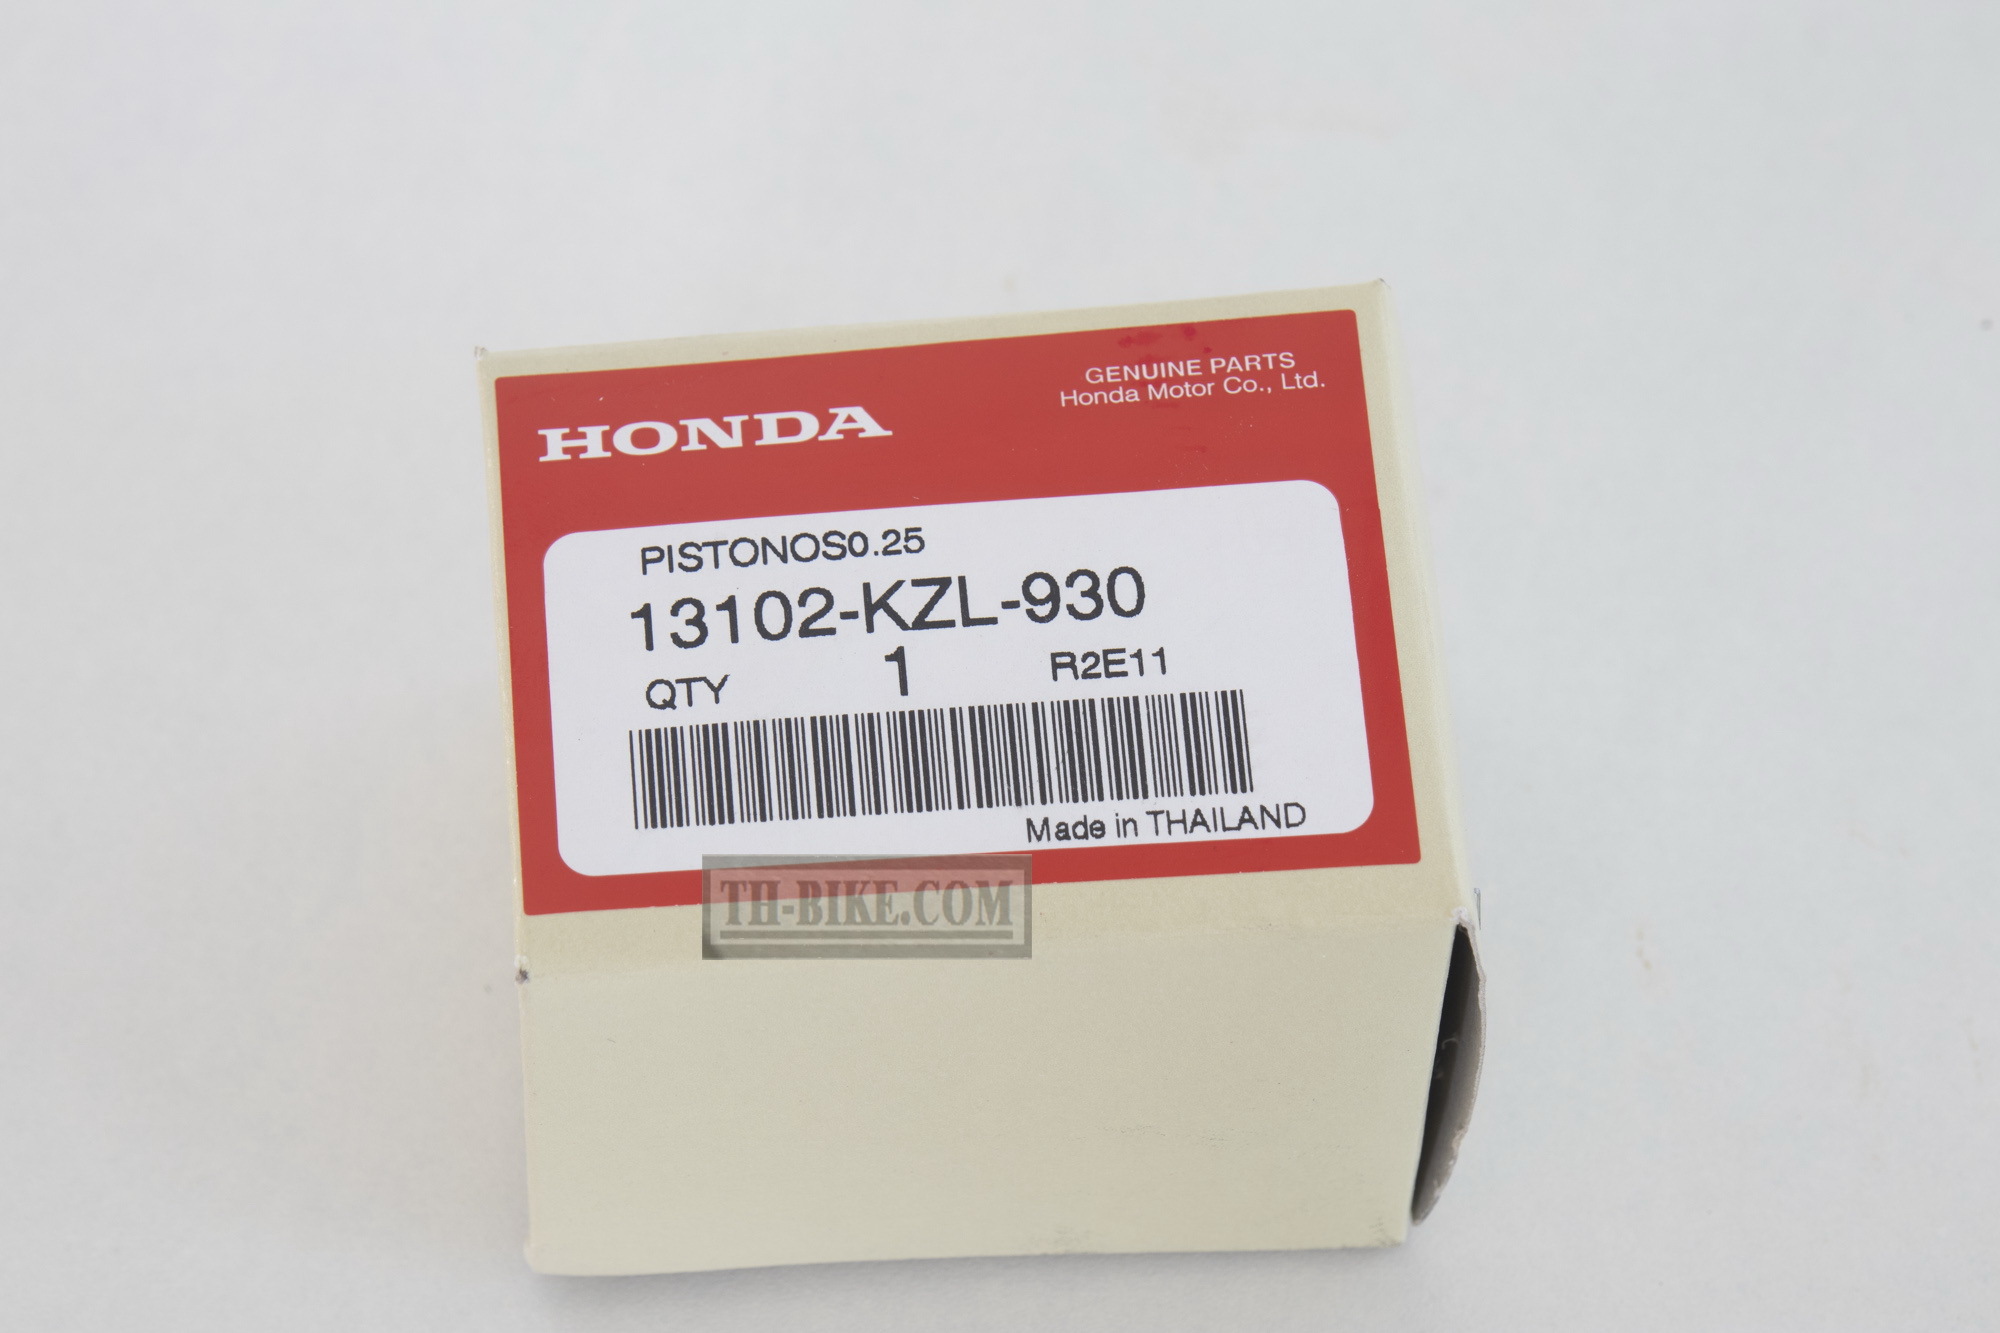 HONDA
GENUINE PARTS
Honda Motor Co., Ltd.
PISTONOS0.25
13102-KZL-930
QTY 1 R2E11
Made in THAILAND
TH-BIKE.COM